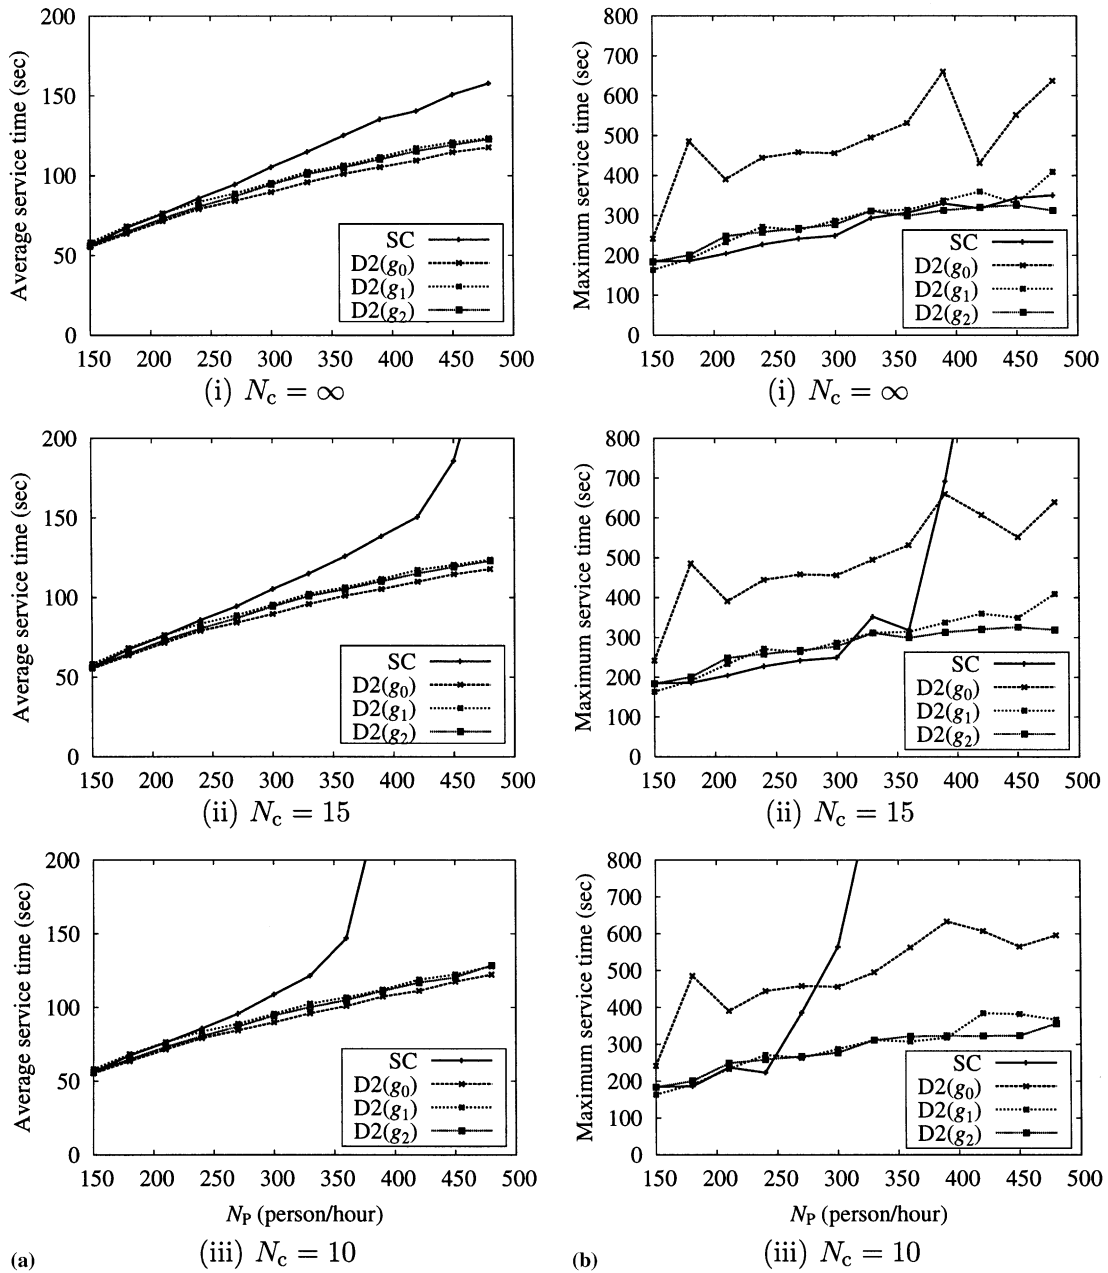 Average service time (sec)
200
150
100
50
0
SC
D2(g₀)
D2(g₁)
D2(g₂)
150 200 250 300 350 400 450 500
(i) N_c = ∞
Maximum service time (sec)
800
700
600
500
400
300
200
100
0
SC
D2(g₀)
D2(g₁)
D2(g₂)
150 200 250 300 350 400 450 500
(i) N_c = ∞
Average service time (sec)
200
150
100
50
0
SC
D2(g₀)
D2(g₁)
D2(g₂)
150 200 250 300 350 400 450 500
(ii) N_c = 15
Maximum service time (sec)
800
700
600
500
400
300
200
100
0
SC
D2(g₀)
D2(g₁)
D2(g₂)
150 200 250 300 350 400 450 500
(ii) N_c = 15
Average service time (sec)
200
150
100
50
0
SC
D2(g₀)
D2(g₁)
D2(g₂)
150 200 250 300 350 400 450 500
N_P (person/hour)
(a) (iii) N_c = 10
Maximum service time (sec)
800
700
600
500
400
300
200
100
0
SC
D2(g₀)
D2(g₁)
D2(g₂)
150 200 250 300 350 400 450 500
N_P (person/hour)
(b) (iii) N_c = 10